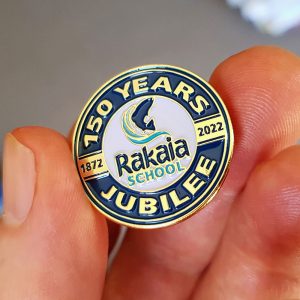 150 YEARS
1872
2022
Rakaia
SCHOOL
JUBILEE